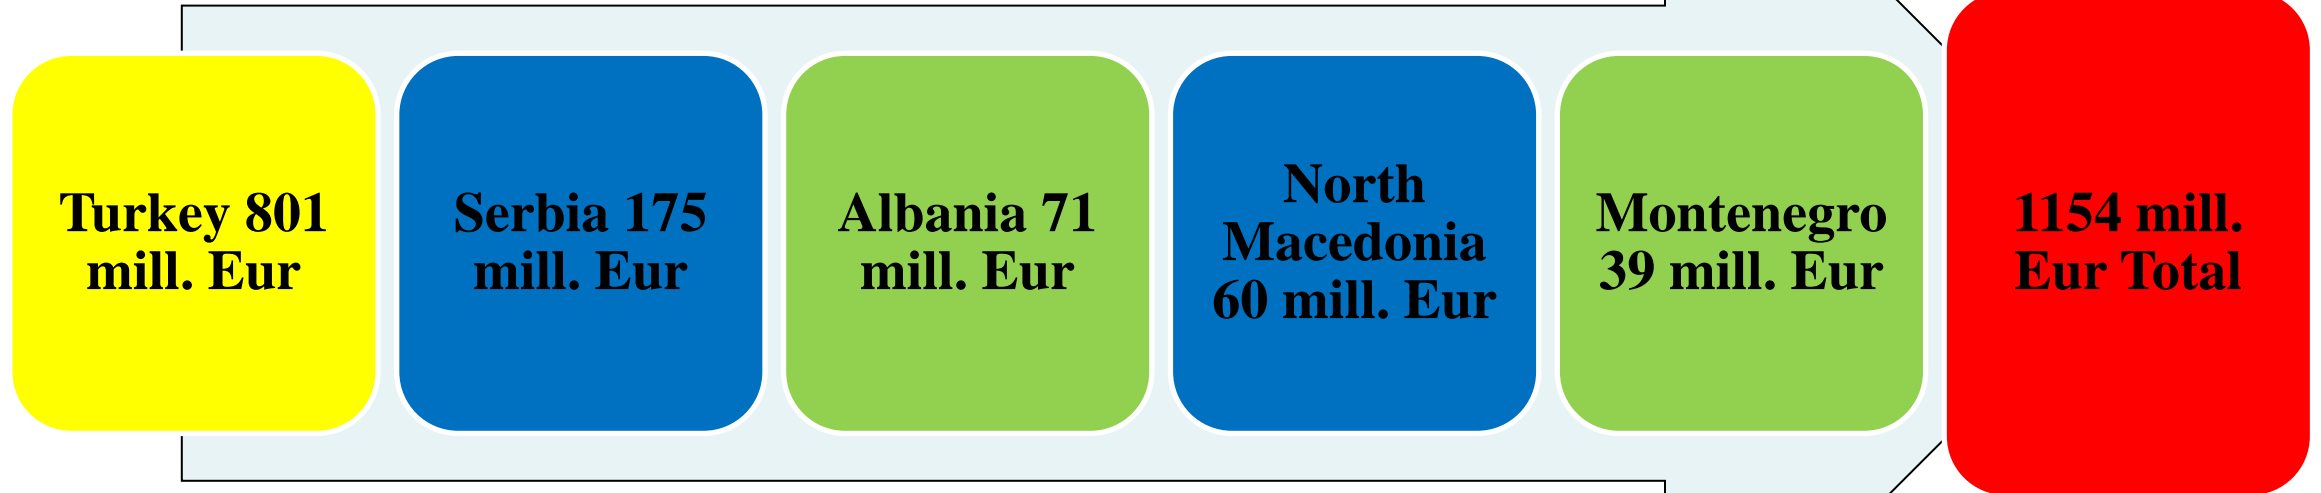 Turkey 801
mill. Eur
Serbia 175
mill. Eur
Albania 71
mill. Eur
North
Macedonia
60 mill. Eur
Montenegro
39 mill. Eur
1154 mill.
Eur Total